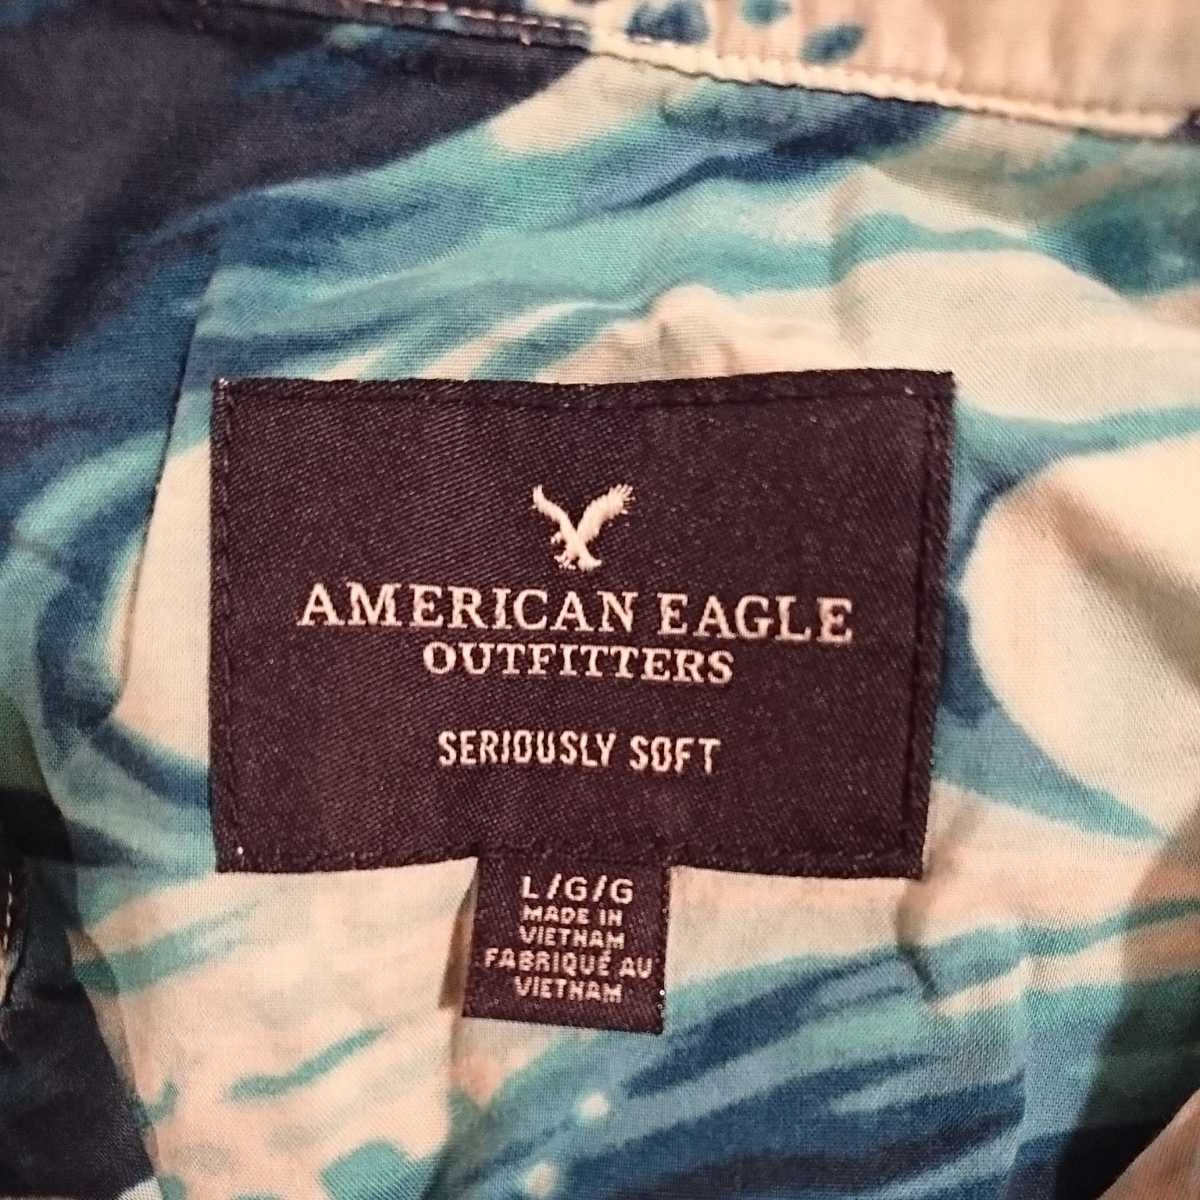 AMERICAN EAGLE
OUTFITTERS
SERIOUSLY SOFT
L/G/G
MADE IN
VIETNAM
FABRIQUÉ AU
VIETNAM